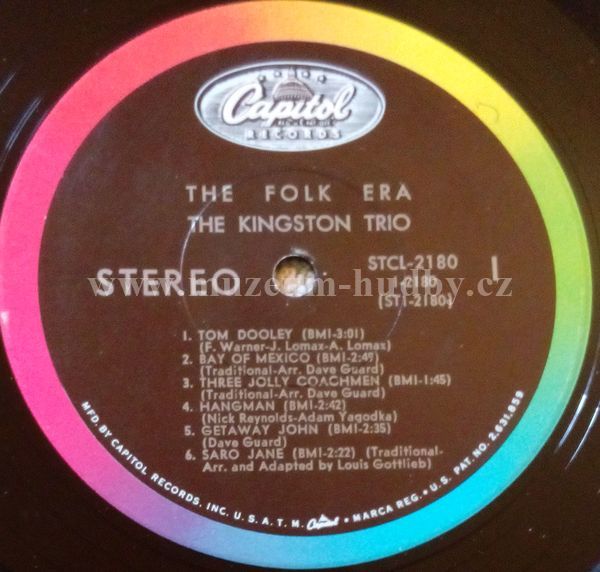 Capitol
RECORDS
THE FOLK ERA
THE KINGSTON TRIO
STEREO
STCL-2180
1
(ST1-2180)
www.muzeum-hudby.cz
1. TOM DOOLEY (BMI-3:01)
(F. Warner-J. Lomax-A. Lomax)
2. BAY OF MEXICO (BMI-2:49)
(Traditional-Arr. Dave Guard)
3. THREE JOLLY COACHMEN (BMI-1:45)
(Traditional-Arr. Dave Guard)
4. HANGMAN (BMI-2:42)
(Nick Reynolds-Adam Yagodka)
5. GETAWAY JOHN (BMI-2:35)
(Dave Guard)
6. SARO JANE (BMI-2:22) (Traditional-
Arr. and Adapted by Louis Gottlieb)
MFD. BY CAPITOL RECORDS, INC. U.S.A. T.M. Capitol MARCA REG. • U.S. PAT. NO. 2,631,859